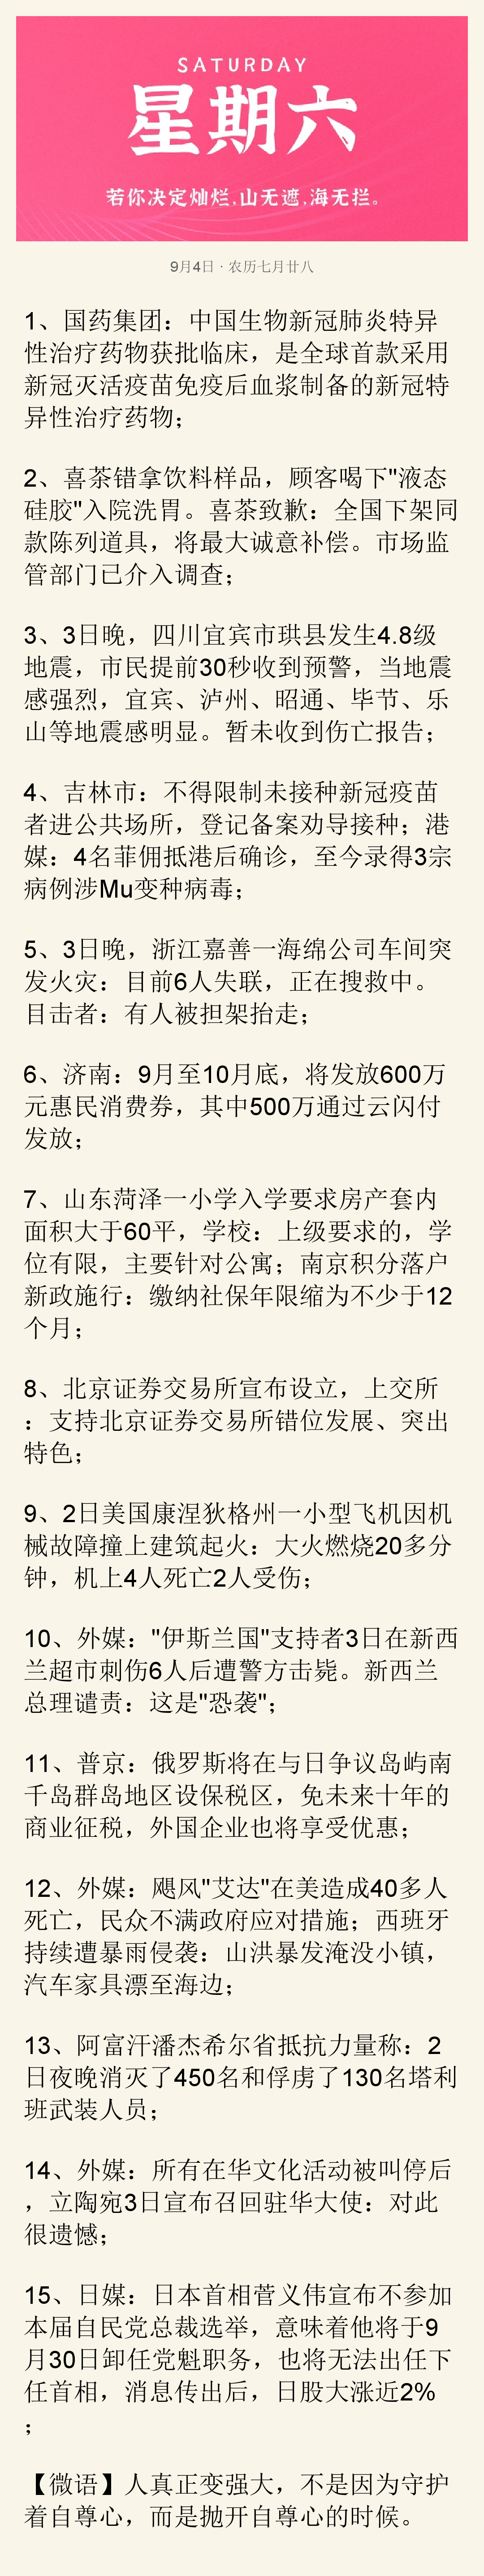 SATURDAY
星期六
若你决定灿烂,山无遮,海无拦。
9月4日 · 农历七月廿八
1、国药集团：中国生物新冠肺炎特异
性治疗药物获批临床，是全球首款采用
新冠灭活疫苗免疫后血浆制备的新冠特
异性治疗药物；
2、喜茶错拿饮料样品，顾客喝下"液态
硅胶"入院洗胃。喜茶致歉：全国下架同
款陈列道具，将最大诚意补偿。市场监
管部门已介入调查；
3、3日晚，四川宜宾市珙县发生4.8级
地震，市民提前30秒收到预警，当地震
感强烈，宜宾、泸州、昭通、毕节、乐
山等地震感明显。暂未收到伤亡报告；
4、吉林市：不得限制未接种新冠疫苗
者进公共场所，登记备案劝导接种；港
媒：4名菲佣抵港后确诊，至今录得3宗
病例涉Mu变种病毒；
5、3日晚，浙江嘉善一海绵公司车间突
发火灾：目前6人失联，正在搜救中。
目击者：有人被担架抬走；
6、济南：9月至10月底，将发放600万
元惠民消费券，其中500万通过云闪付
发放；
7、山东菏泽一小学入学要求房产套内
面积大于60平，学校：上级要求的，学
位有限，主要针对公寓；南京积分落户
新政施行：缴纳社保年限缩为不少于12
个月；
8、北京证券交易所宣布设立，上交所
：支持北京证券交易所错位发展、突出
特色；
9、2日美国康涅狄格州一小型飞机因机
械故障撞上建筑起火：大火燃烧20多分
钟，机上4人死亡2人受伤；
10、外媒："伊斯兰国"支持者3日在新西
兰超市刺伤6人后遭警方击毙。新西兰
总理谴责：这是"恐袭"；
11、普京：俄罗斯将在与日争议岛屿南
千岛群岛地区设保税区，免未来十年的
商业征税，外国企业也将享受优惠；
12、外媒：飓风"艾达"在美造成40多人
死亡，民众不满政府应对措施；西班牙
持续遭暴雨侵袭：山洪暴发淹没小镇，
汽车家具漂至海边；
13、阿富汗潘杰希尔省抵抗力量称：2
日夜晚消灭了450名和俘虏了130名塔利
班武装人员；
14、外媒：所有在华文化活动被叫停后
，立陶宛3日宣布召回驻华大使：对此
很遗憾；
15、日媒：日本首相菅义伟宣布不参加
本届自民党总裁选举，意味着他将于9
月30日卸任党魁职务，也将无法出任下
任首相，消息传出后，日股大涨近2%
；
【微语】人真正变强大，不是因为守护
着自尊心，而是抛开自尊心的时候。